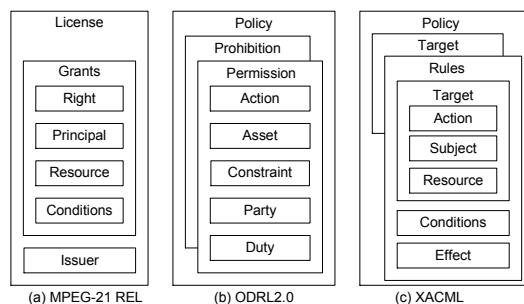 License
Grants
Right
Principal
Resource
Conditions
Issuer
(a) MPEG-21 REL
Policy
Prohibition
Permission
Action
Asset
Constraint
Party
Duty
(b) ODRL2.0
Policy
Target
Rules
Target
Action
Subject
Resource
Conditions
Effect
(c) XACML